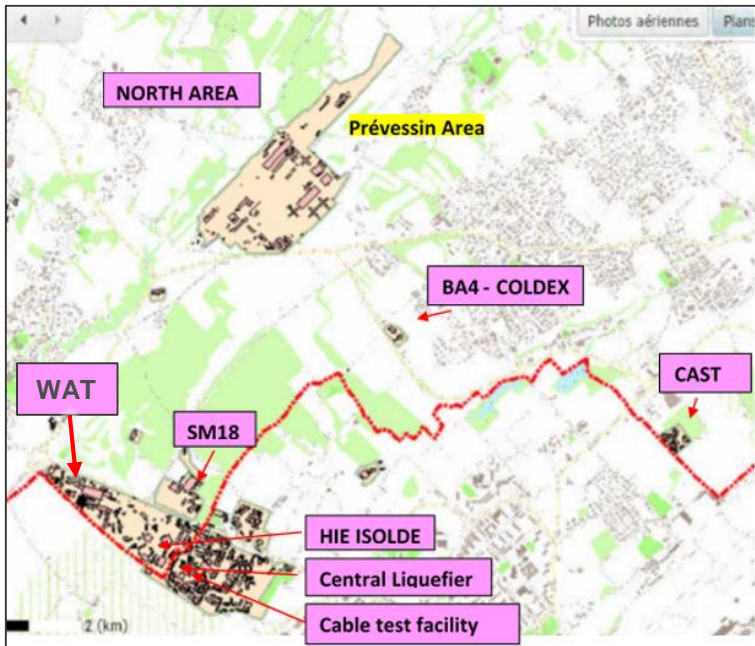 Photos aériennes
Plans
NORTH AREA
Prévessin Area
BA4 - COLDEX
CAST
WAT
SM18
HIE ISOLDE
Central Liquefier
Cable test facility
2 (km)